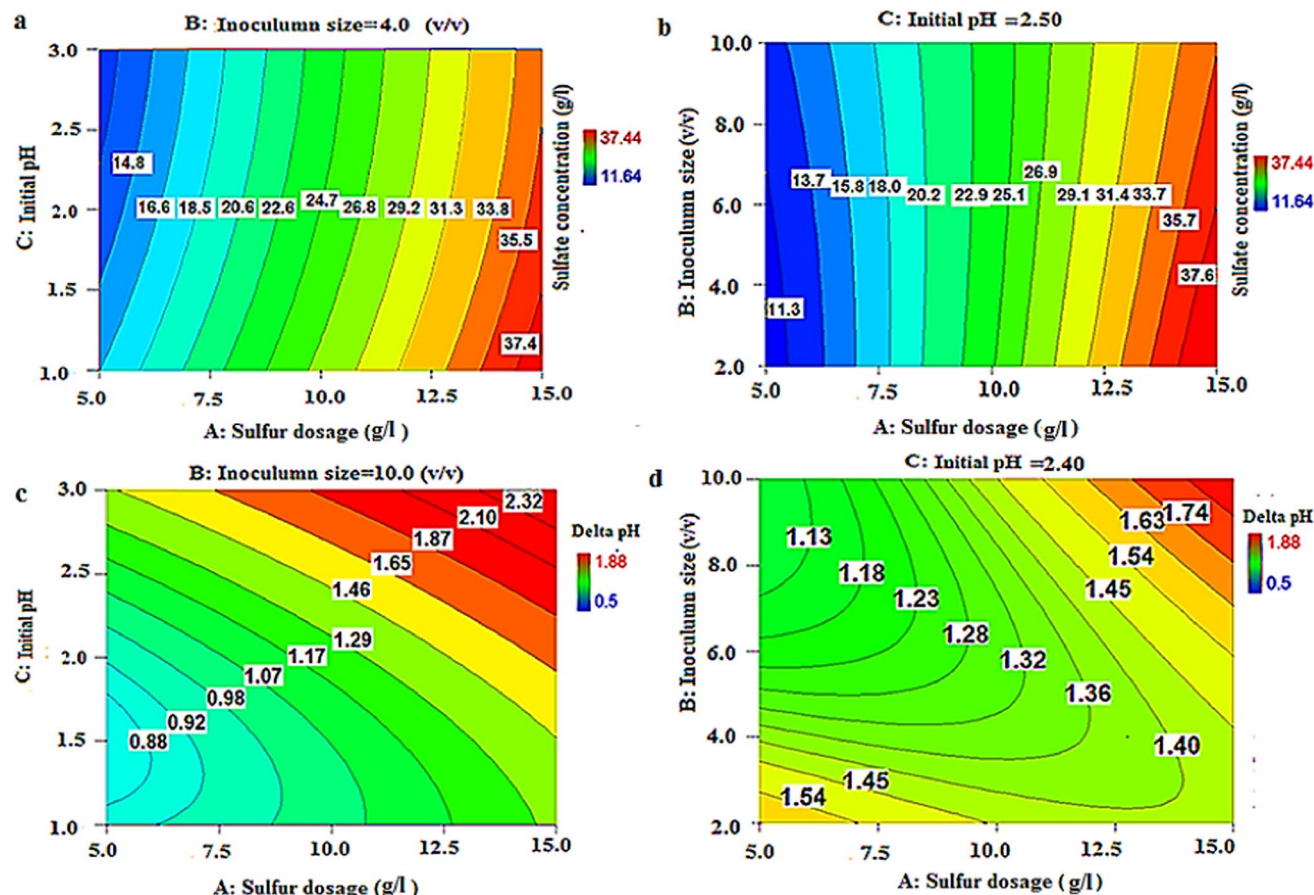 a
B: Inoculumn size=4.0 (v/v)
3.0
2.5
2.0
1.5
1.0
C: Initial pH
14.8
16.6 18.5 20.6 22.6 24.7 26.8 29.2 31.3 33.8
35.5
37.4
5.0 7.5 10.0 12.5 15.0
A: Sulfur dosage (g/l)
Sulfate concentration (g/l)
37.44
11.64
b
C: Initial pH =2.50
10.0
8.0
6.0
4.0
2.0
B: Inoculum size (v/v)
11.3
13.7 15.8 18.0 20.2 22.9 25.1 26.9 29.1 31.4 33.7
35.7
37.6
5.0 7.5 10.0 12.5 15.0
A: Sulfur dosage (g/l)
Sulfate concentration (g/l)
37.44
11.64
c
B: Inoculumn size=10.0 (v/v)
3.0
2.5
2.0
1.5
1.0
C: Initial pH
2.32
2.10
1.87
1.65
1.46
1.29
1.17
1.07
0.98
0.92
0.88
5.0 7.5 10.0 12.5 15.0
A: Sulfur dosage (g/l)
Delta pH
1.88
0.5
d
C: Initial pH =2.40
10.0
8.0
6.0
4.0
2.0
B: Inoculum size (v/v)
1.13
1.18
1.23
1.28
1.32
1.36
1.40
1.63 1.74
1.54
1.45
1.45
1.54
5.0 7.5 10.0 12.5 15.0
A: Sulfur dosage (g/l)
Delta pH
1.88
0.5